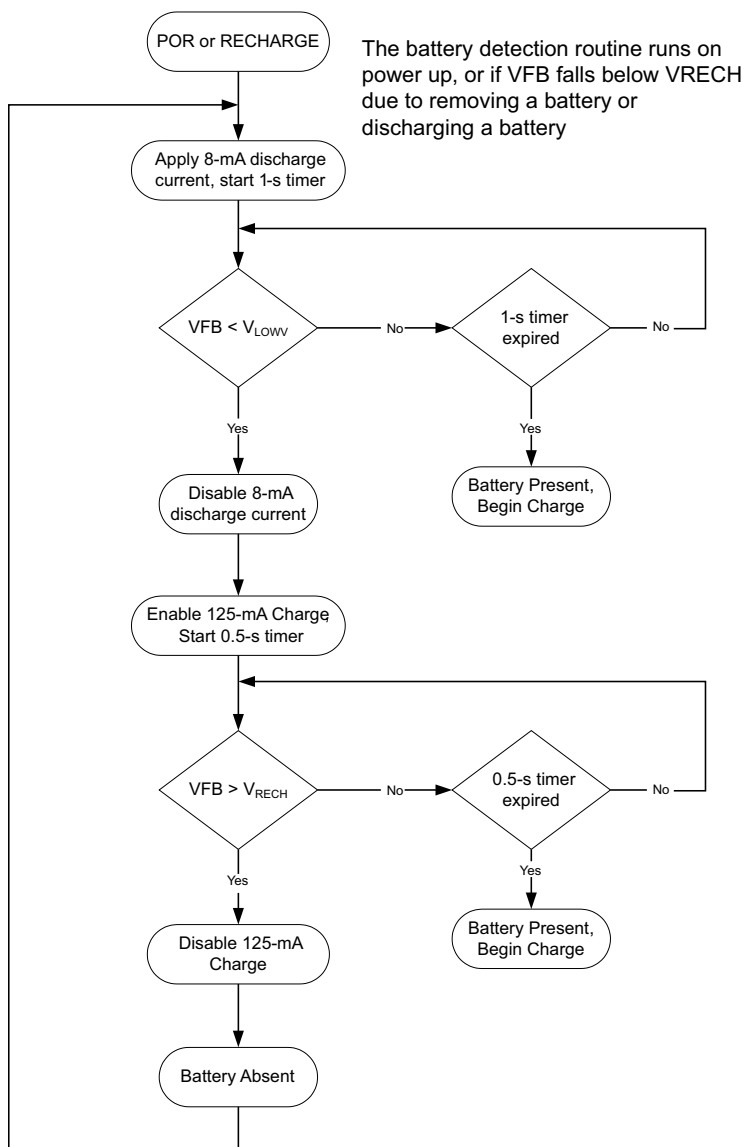 POR or RECHARGE
The battery detection routine runs on
power up, or if VFB falls below VRECH
due to removing a battery or
discharging a battery
Apply 8-mA discharge
current, start 1-s timer
VFB < VLOWV
No
1-s timer
expired
No
Yes
Yes
Disable 8-mA
discharge current
Battery Present,
Begin Charge
Enable 125-mA Charge,
Start 0.5-s timer
VFB > VRECH
No
0.5-s timer
expired
No
Yes
Yes
Disable 125-mA
Charge
Battery Present,
Begin Charge
Battery Absent